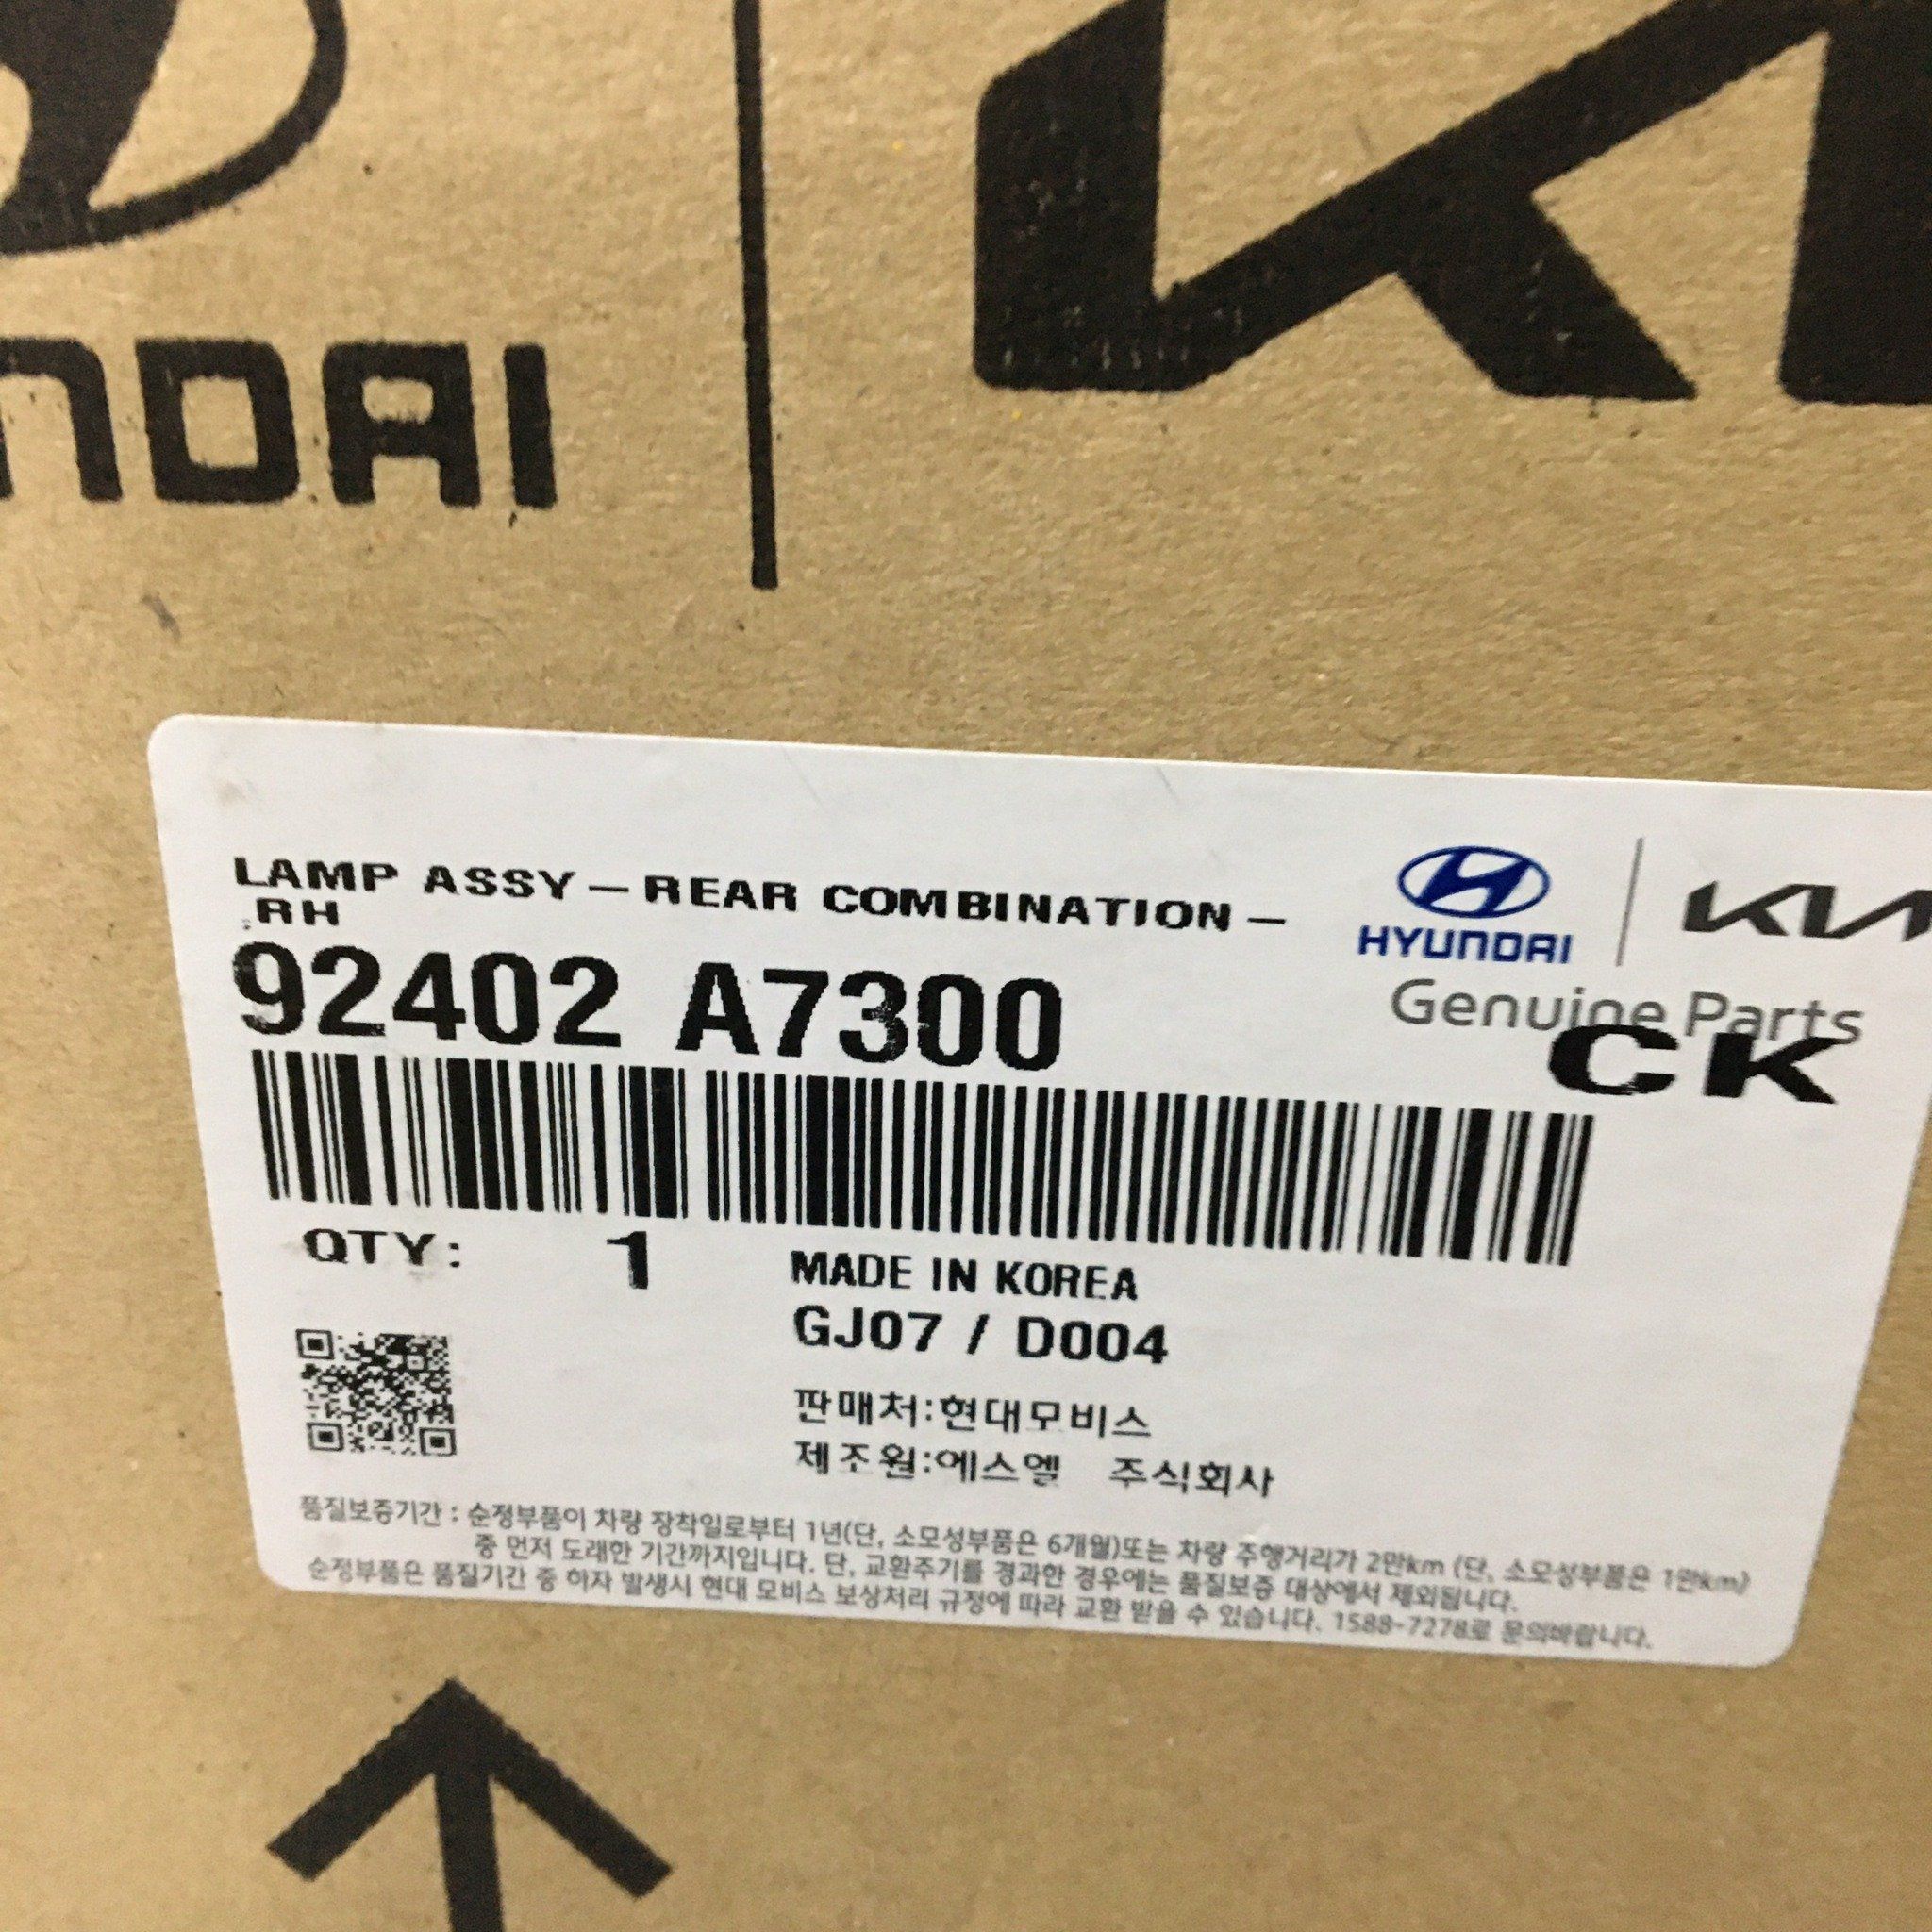 NDAI
KI
LAMP ASSY-REAR COMBINATION-
,RH
92402 A7300
HYUNDAI
KIA
Genuine Parts
CK
QTY: 1
MADE IN KOREA
GJ07 / D004
판매처:현대모비스
제조원:에스엘 주식회사
품질보증기간 : 순정부품이 차량 장착일로부터 1년(단, 소모성부품은 6개월)또는 차량 주행거리가 2만km (단, 소모성부품은 1만km)
중 먼저 도래한 기간까지입니다. 단, 교환주기를 경과한 경우에는 품질보증 대상에서 제외됩니다.
순정부품은 품질기간 중 하자 발생시 현대 모비스 보상처리 규정에 따라 교환 받을 수 있습니다. 1588-7278로 문의바랍니다.